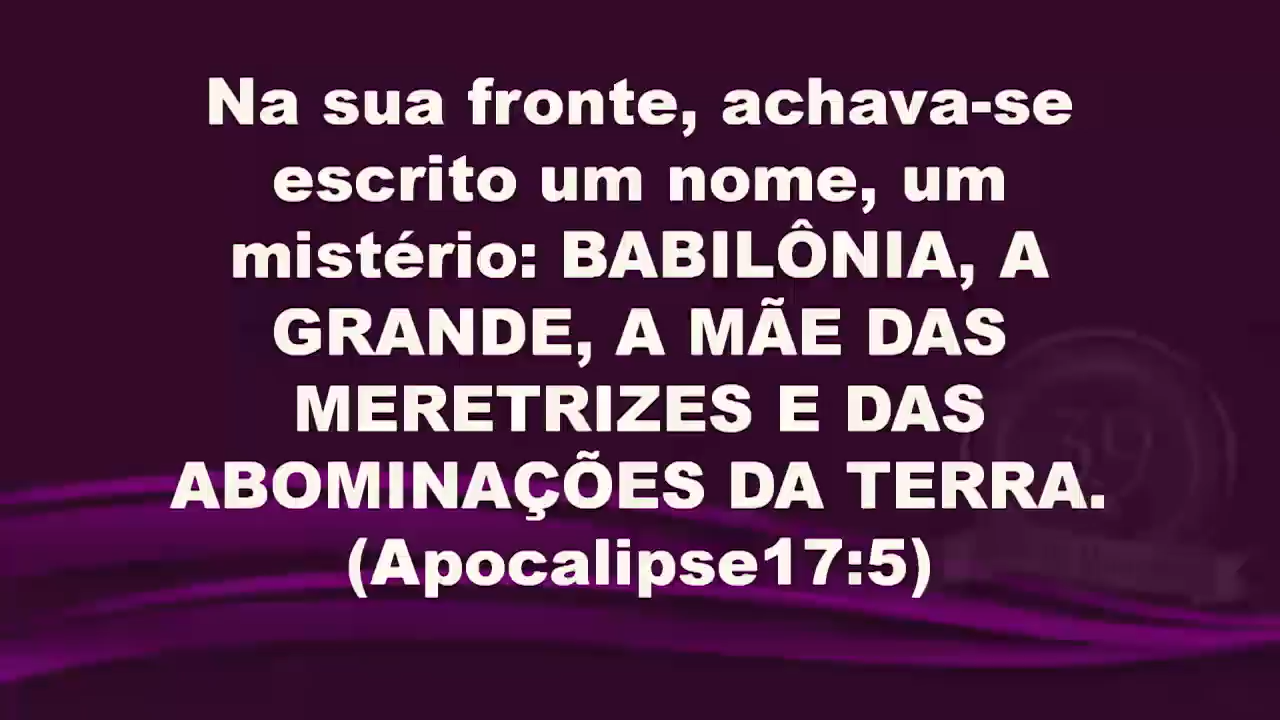 Na sua fronte, achava-se
escrito um nome, um
mistério: BABILÔNIA, A
GRANDE, A MÃE DAS
MERETRIZES E DAS
ABOMINAÇÕES DA TERRA.
(Apocalipse17:5)
39